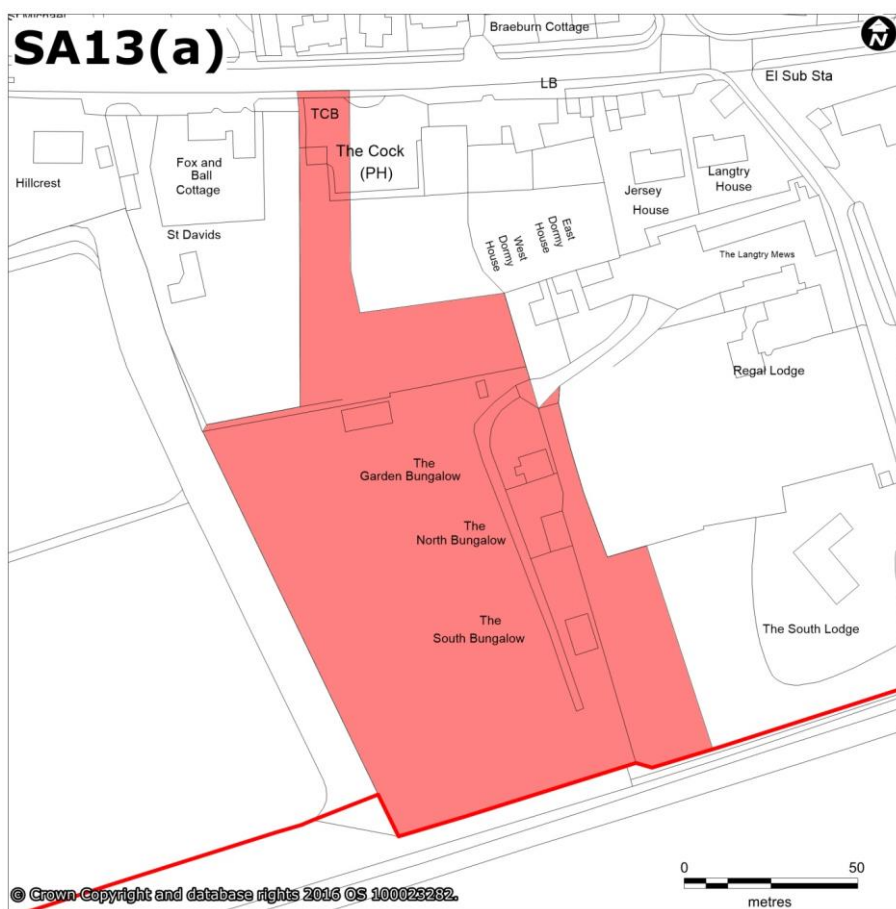 St Michael
Braeburn Cottage
SA13(a)
N
El Sub Sta
LB
TCB
The Cock
(PH)
Fox and
Ball
Cottage
Hillcrest
Langtry
House
Jersey
House
East
Dormy
House
West
Dormy
House
St Davids
The Langtry Mews
Regal Lodge
The
Garden Bungalow
The
North Bungalow
The
South Bungalow
The South Lodge
0 50
metres
© Crown Copyright and database rights 2016 OS 100023282.